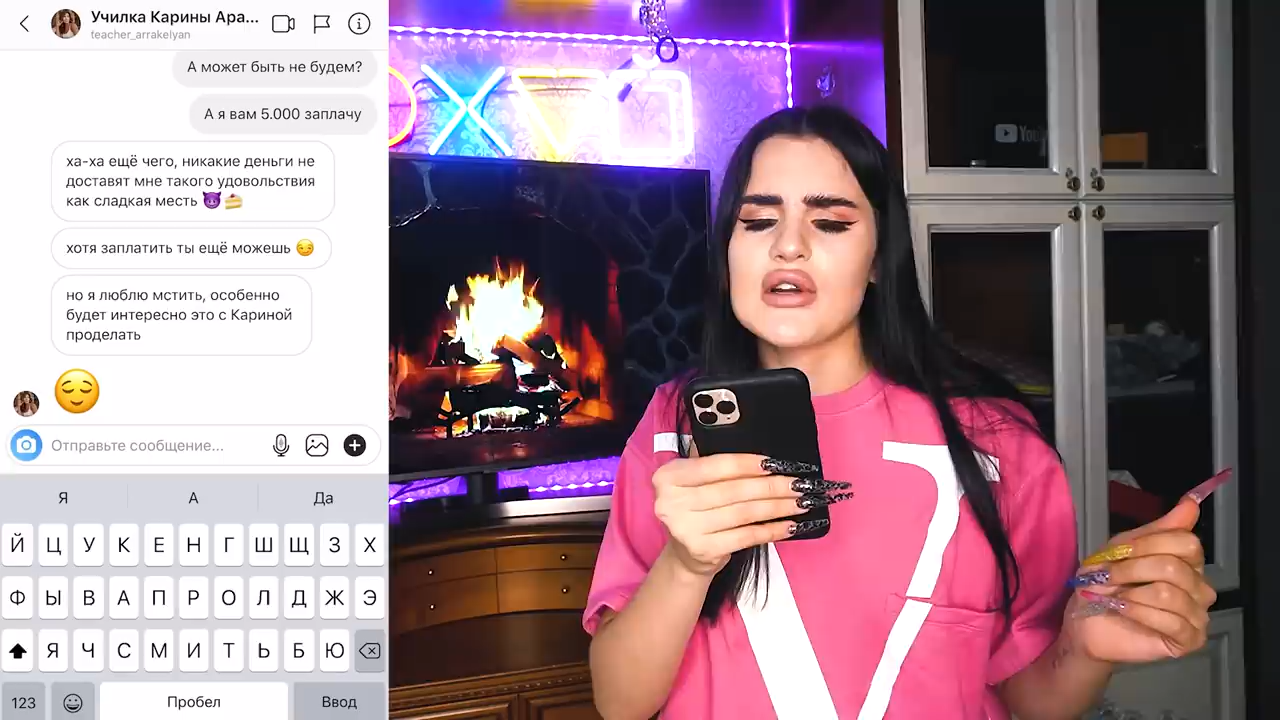 Училка Карины Ара...
teacher_arrakelyan
А может быть не будем?
А я вам 5.000 заплачу
ха-ха ещё чего, никакие деньги не
доставят мне такого удовольствия
как сладкая месть 😈🍰
хотя заплатить ты ещё можешь 😏
но я люблю мстить, особенно
будет интересно это с Кариной
проделать
😌
Отправьте сообщение...
Я А Да
Й Ц У К Е Н Г Ш Щ З Х
Ф Ы В А П Р О Л Д Ж Э
Я Ч С М И Т Ь Б Ю
123 Пробел Ввод